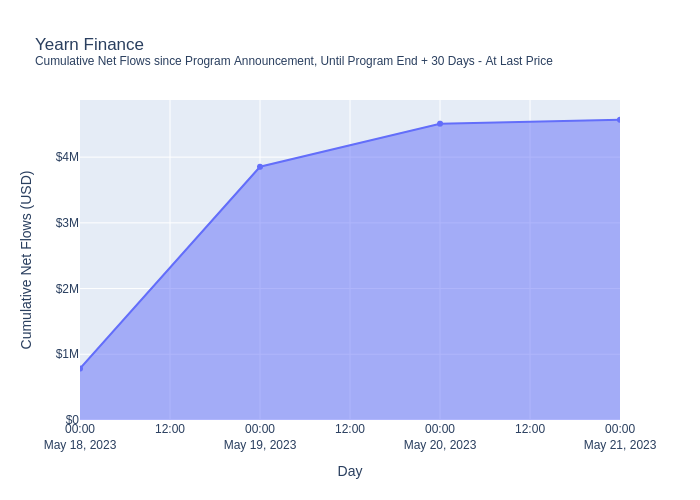 Yearn Finance
Cumulative Net Flows since Program Announcement, Until Program End + 30 Days - At Last Price
Cumulative Net Flows (USD)
$4M
$3M
$2M
$1M
$0
00:00 12:00 00:00 12:00 00:00 12:00 00:00
May 18, 2023 May 19, 2023 May 20, 2023 May 21, 2023
Day